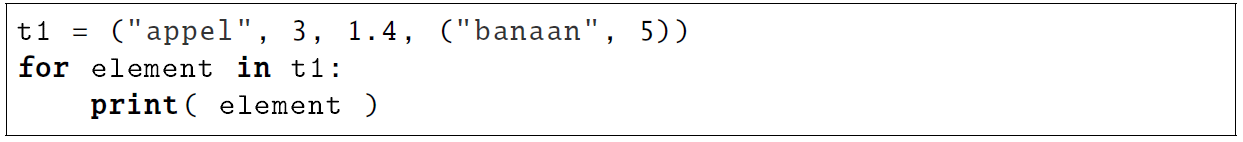 t1 = ("appel", 3, 1.4, ("banaan", 5))
for element in t1:
    print( element )